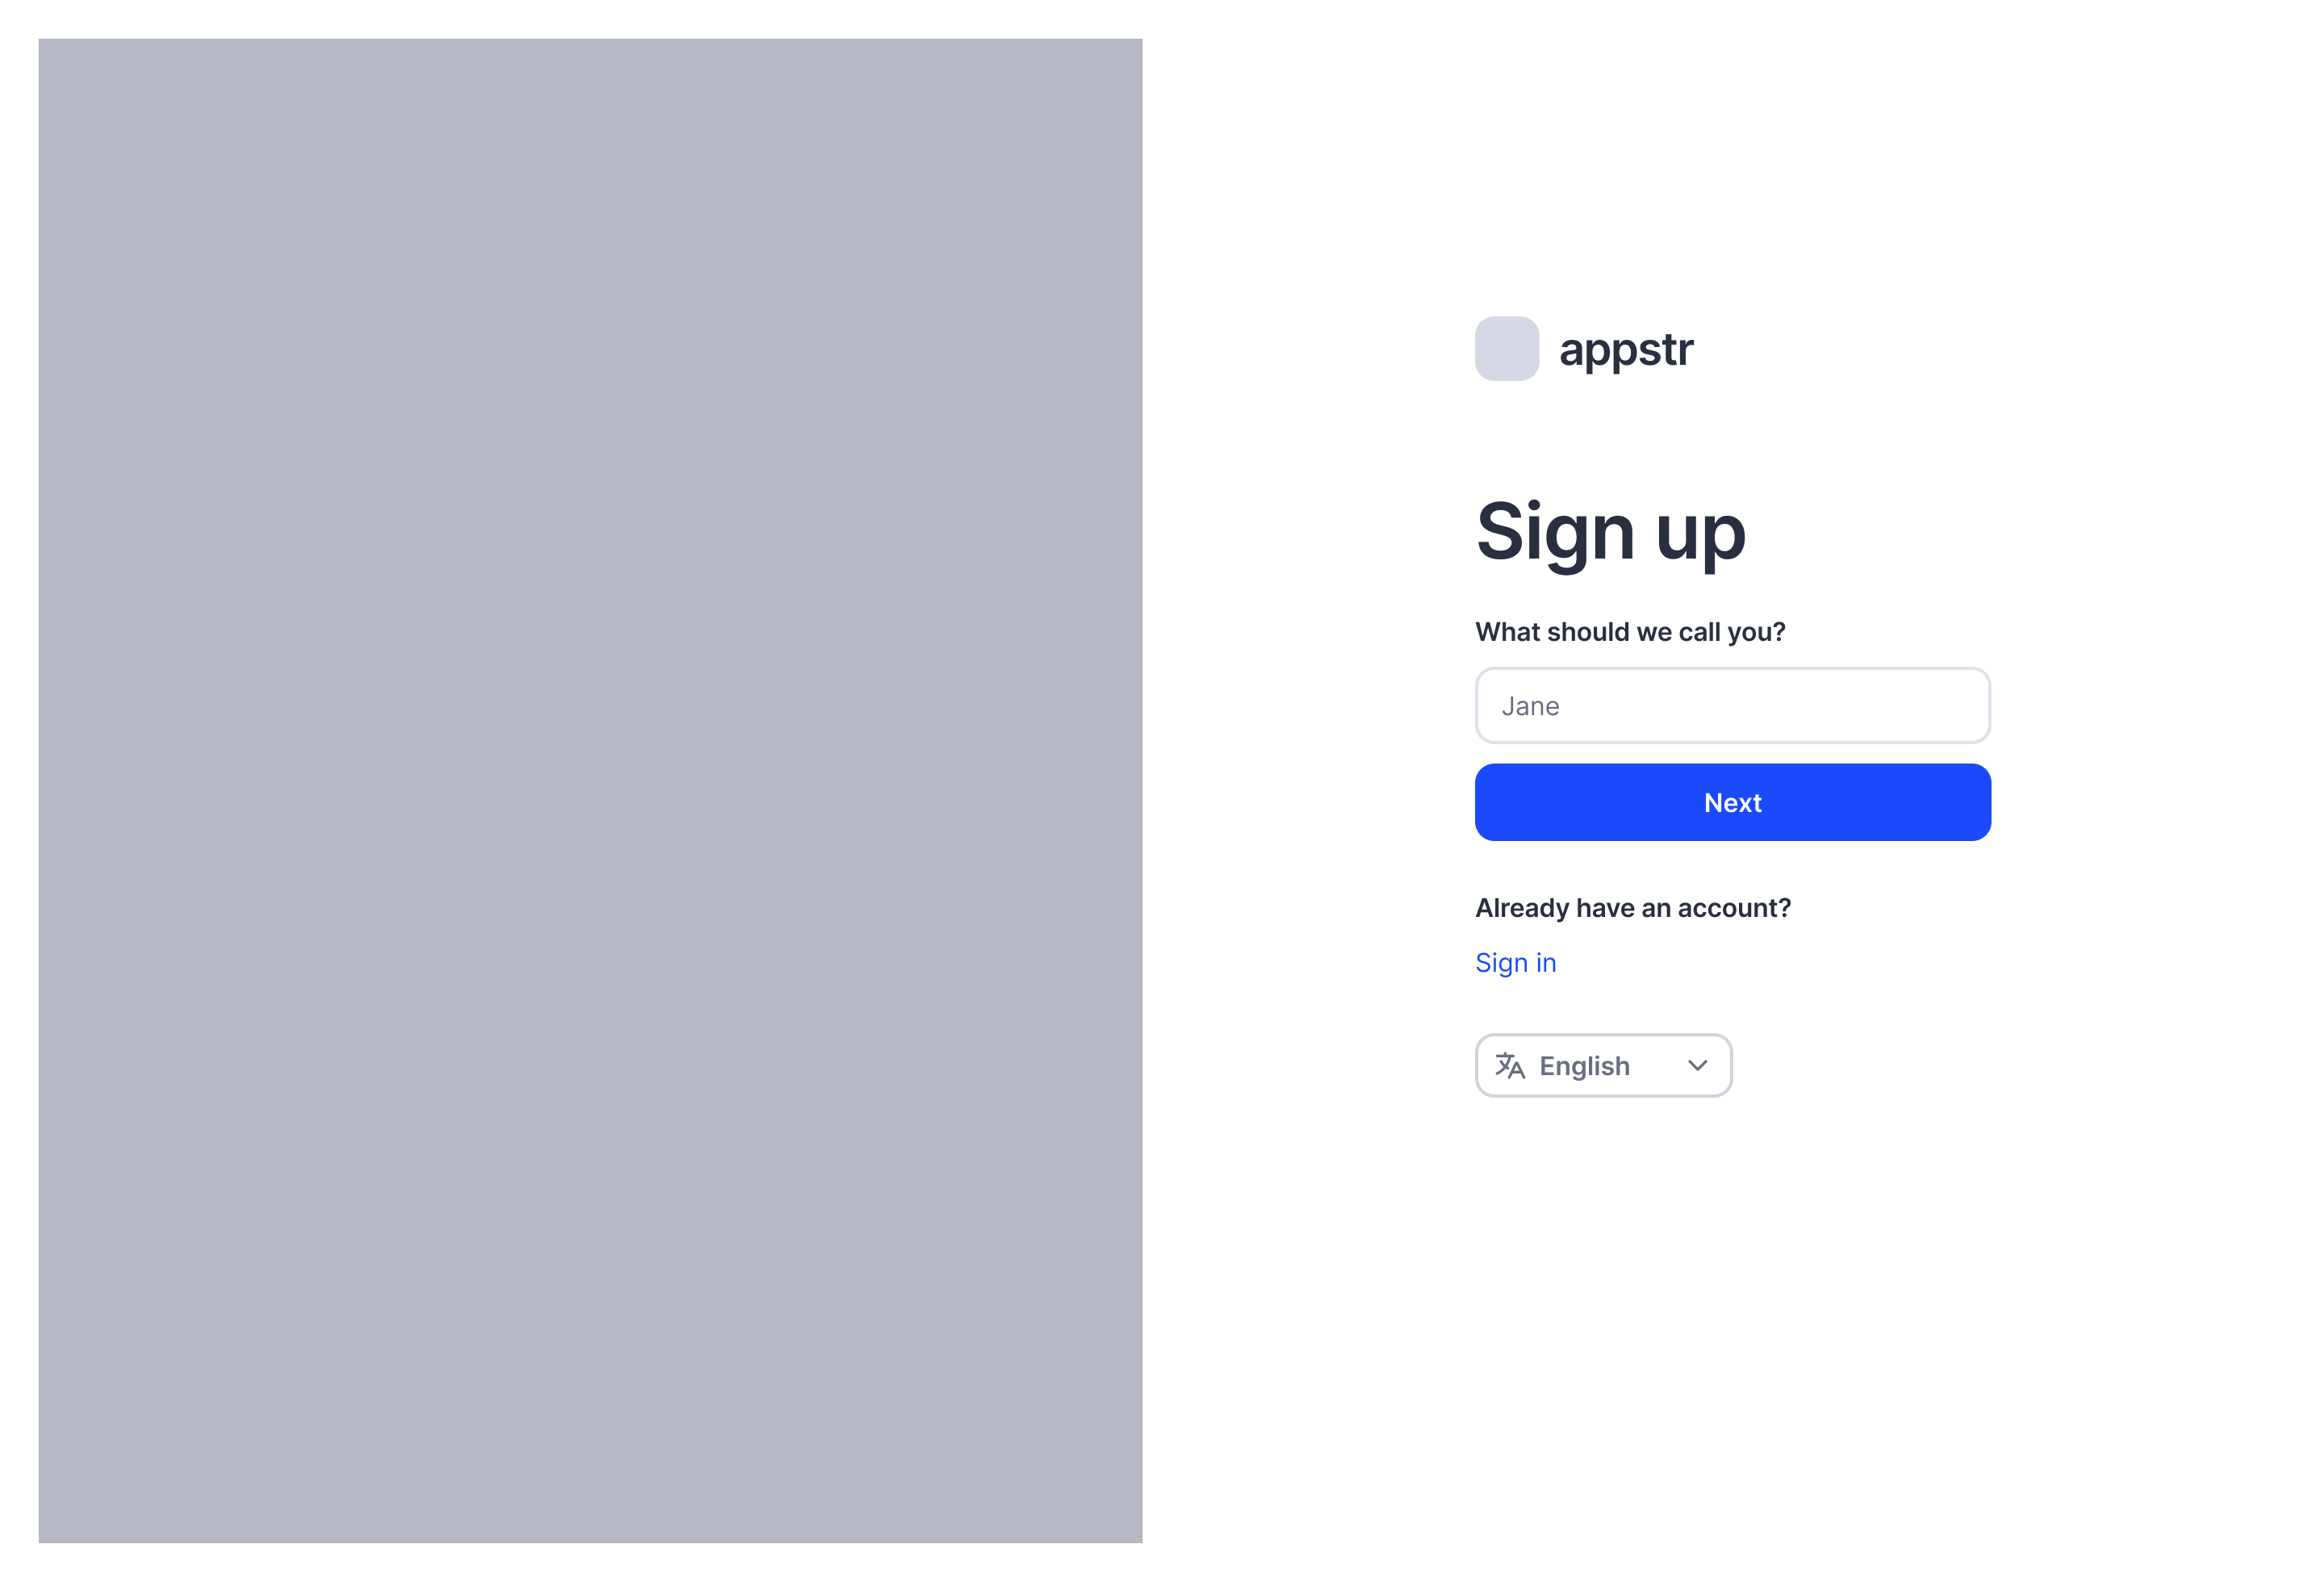 appstr
Sign up
What should we call you?
Jane
Next
Already have an account?
Sign in
English